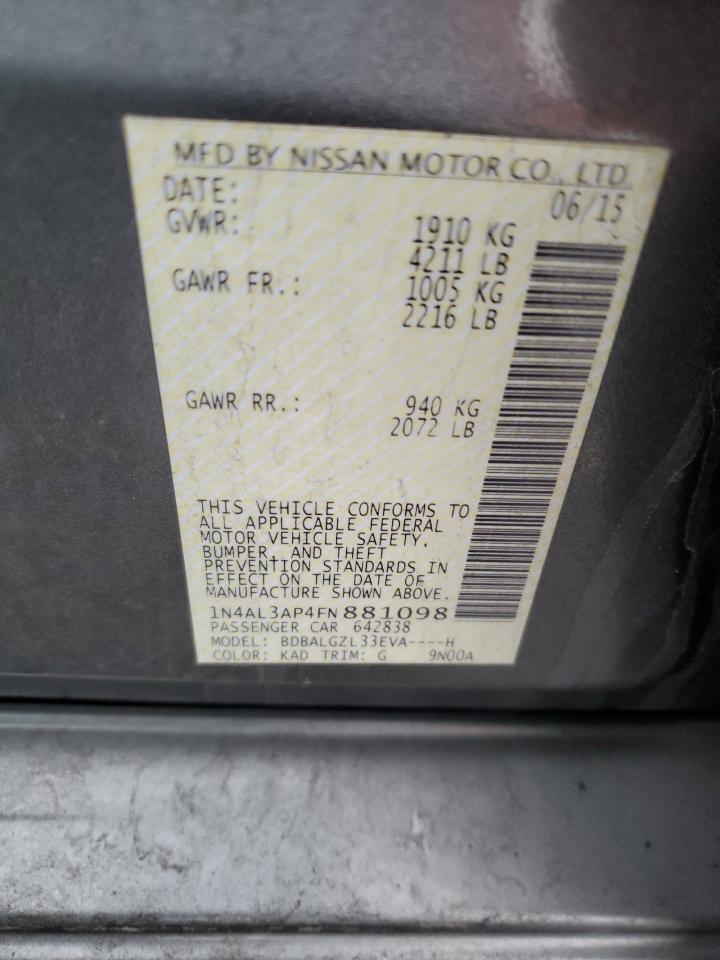 MFD BY NISSAN MOTOR CO., LTD.
DATE: 06/15
GVWR: 1910 KG
4211 LB
GAWR FR.: 1005 KG
2216 LB
GAWR RR.: 940 KG
2072 LB
THIS VEHICLE CONFORMS TO
ALL APPLICABLE FEDERAL
MOTOR VEHICLE SAFETY,
BUMPER, AND THEFT
PREVENTION STANDARDS IN
EFFECT ON THE DATE OF
MANUFACTURE SHOWN ABOVE.
1N4AL3AP4FN881098
PASSENGER CAR 642838
MODEL: BDBALGZL33EVA----H
COLOR: KAD TRIM: G 9N00A